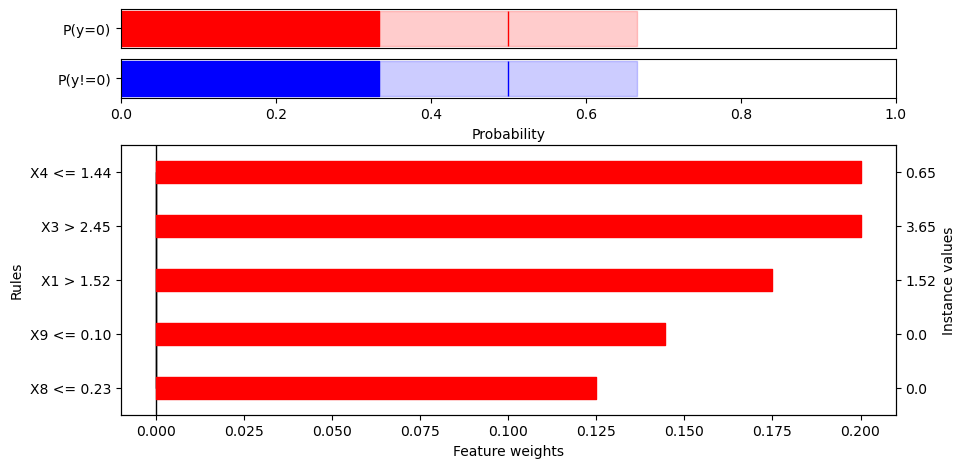 P(y=0)
P(y!=0)
0.0 0.2 0.4 0.6 0.8 1.0
Probability
X4 <= 1.44 0.65
X3 > 2.45 3.65
X1 > 1.52 1.52
X9 <= 0.10 0.0
X8 <= 0.23 0.0
Rules
Instance values
0.000 0.025 0.050 0.075 0.100 0.125 0.150 0.175 0.200
Feature weights